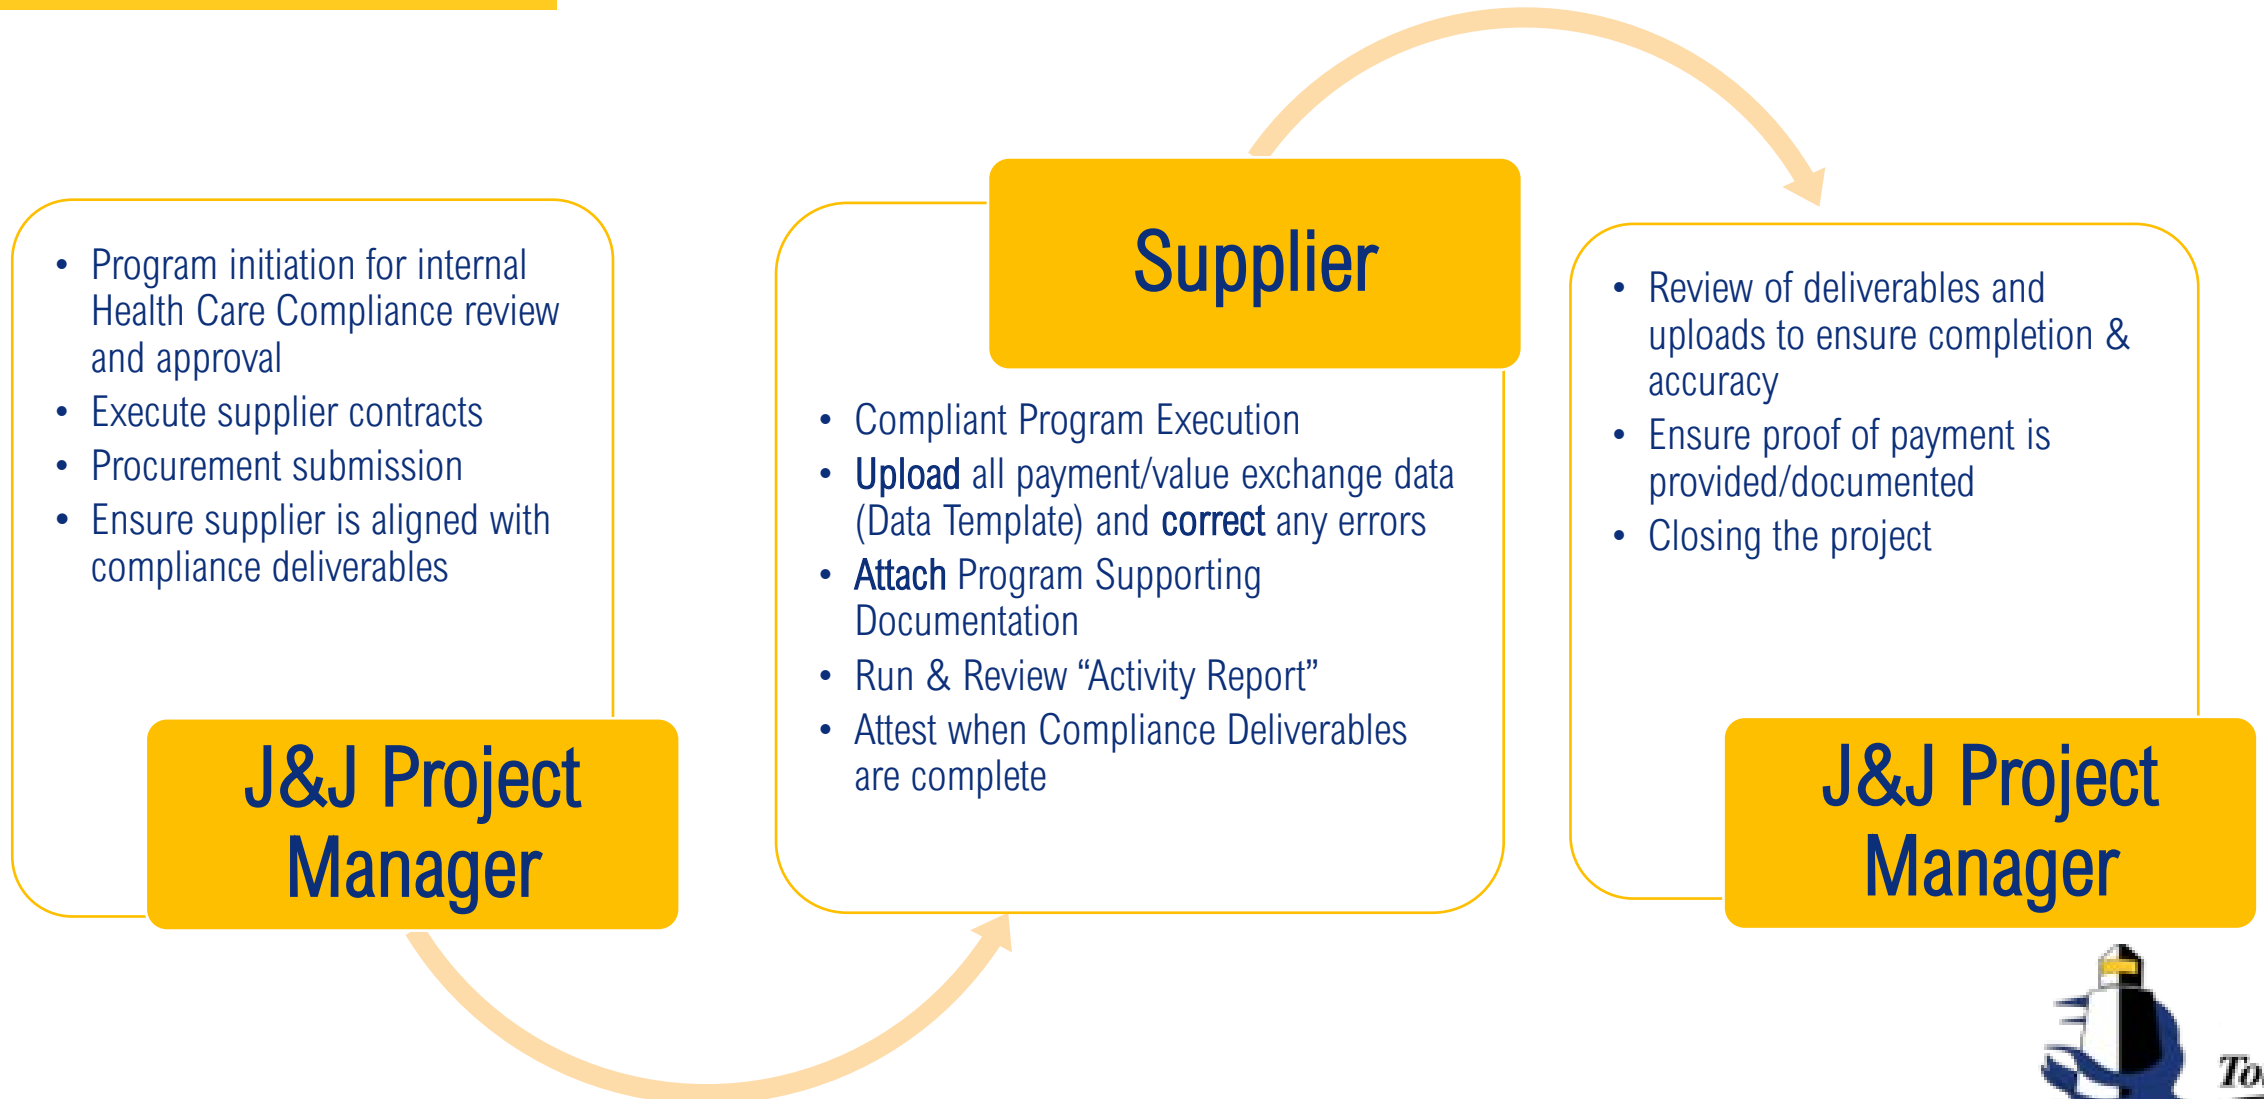 • Program initiation for internal
Health Care Compliance review
and approval
• Execute supplier contracts
• Procurement submission
• Ensure supplier is aligned with
compliance deliverables
J&J Project
Manager
Supplier
• Compliant Program Execution
• Upload all payment/value exchange data
(Data Template) and correct any errors
• Attach Program Supporting
Documentation
• Run & Review “Activity Report”
• Attest when Compliance Deliverables
are complete
• Review of deliverables and
uploads to ensure completion &
accuracy
• Ensure proof of payment is
provided/documented
• Closing the project
J&J Project
Manager